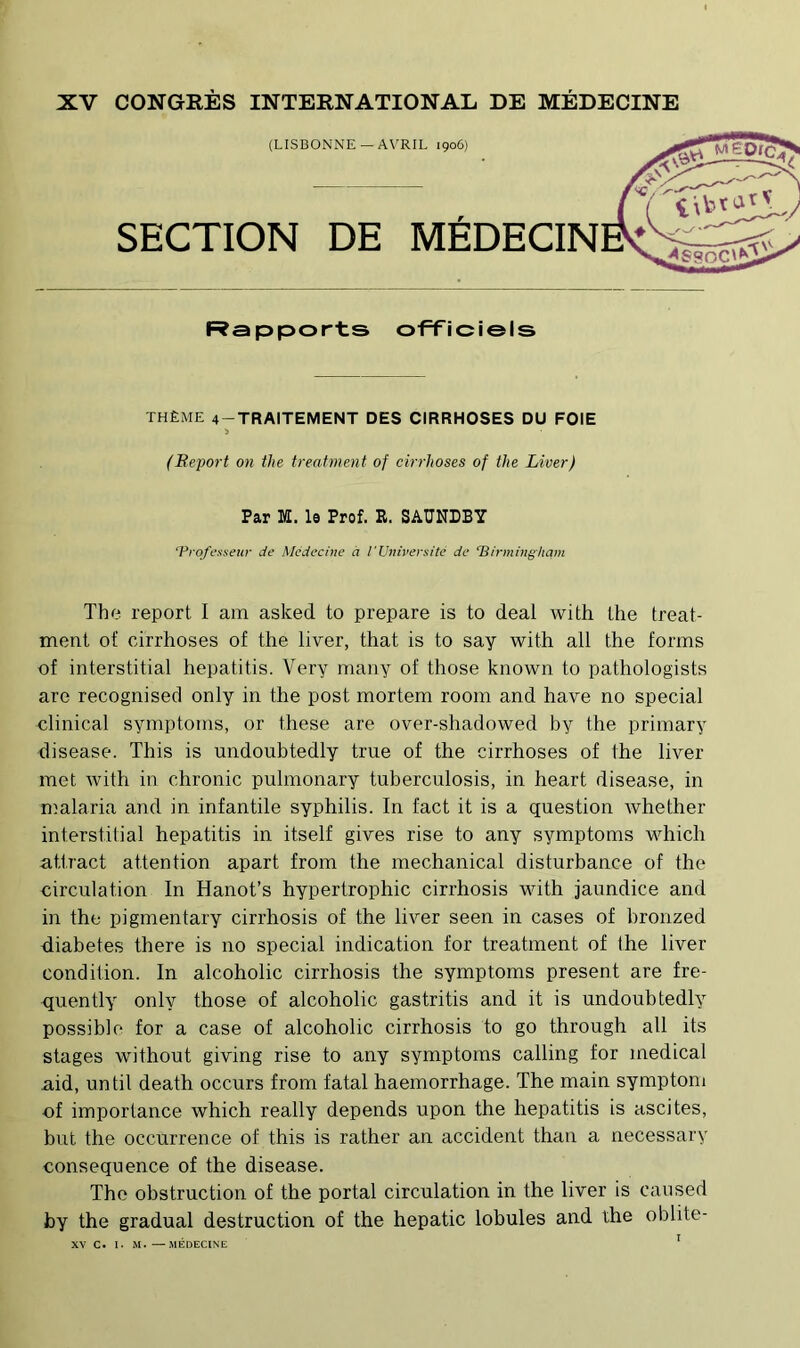 XV CONGRÈS INTERNATIONAL DE MÉDECINE
(LISBONNE — AVRIL 1906)
MEDICAL
Library
ASSOCIATION
SECTION DE MÉDECINE
Rapports officiels
THÈME 4—TRAITEMENT DES CIRRHOSES DU FOIE
(Report on the treatment of cirrhoses of the Liver)
Par M. le Prof. R. SAUNDBY
Professeur de Médecine à l'Université de Birmingham
The report I am asked to prepare is to deal with the treat-
ment of cirrhoses of the liver, that is to say with all the forms
of interstitial hepatitis. Very many of those known to pathologists
are recognised only in the post mortem room and have no special
clinical symptoms, or these are over-shadowed by the primary
disease. This is undoubtedly true of the cirrhoses of the liver
met with in chronic pulmonary tuberculosis, in heart disease, in
malaria and in infantile syphilis. In fact it is a question whether
interstitial hepatitis in itself gives rise to any symptoms which
attract attention apart from the mechanical disturbance of the
circulation In Hanot's hypertrophic cirrhosis with jaundice and
in the pigmentary cirrhosis of the liver seen in cases of bronzed
diabetes there is no special indication for treatment of the liver
condition. In alcoholic cirrhosis the symptoms present are fre-
quently only those of alcoholic gastritis and it is undoubtedly
possible for a case of alcoholic cirrhosis to go through all its
stages without giving rise to any symptoms calling for medical
aid, until death occurs from fatal haemorrhage. The main symptom
of importance which really depends upon the hepatitis is ascites,
but the occurrence of this is rather an accident than a necessary
consequence of the disease.
The obstruction of the portal circulation in the liver is caused
by the gradual destruction of the hepatic lobules and the oblite-
XV C. I. M. — MÉDECINE 1